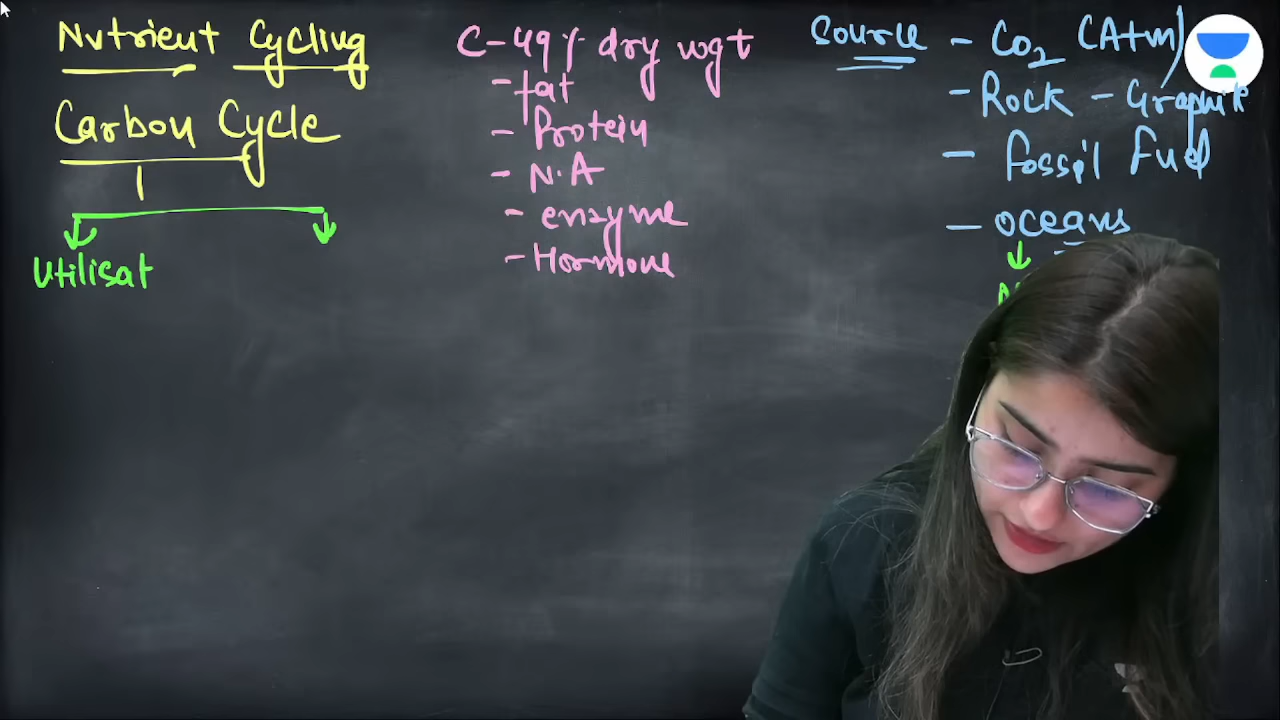 Nutrient Cycling
Carbon Cycle
Utilisat
C-49% dry wgt
- fat
- Protein
- N.A
- enzyme
- Hormone
Source - CO2 (Atm)
- Rock - Graphite
- Fossil Fuel
- oceans